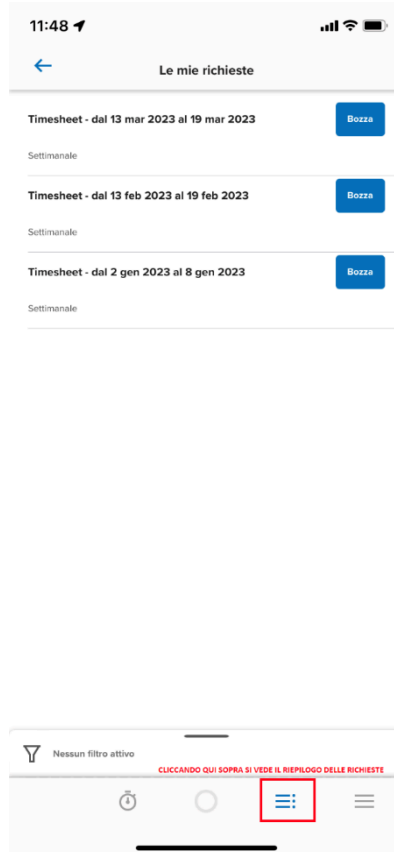 11:48
Le mie richieste
Timesheet - dal 13 mar 2023 al 19 mar 2023
Bozza
Settimanale
Timesheet - dal 13 feb 2023 al 19 feb 2023
Bozza
Settimanale
Timesheet - dal 2 gen 2023 al 8 gen 2023
Bozza
Settimanale
Nessun filtro attivo
CLICCANDO QUI SOPRA SI VEDE IL RIEPILOGO DELLE RICHIESTE